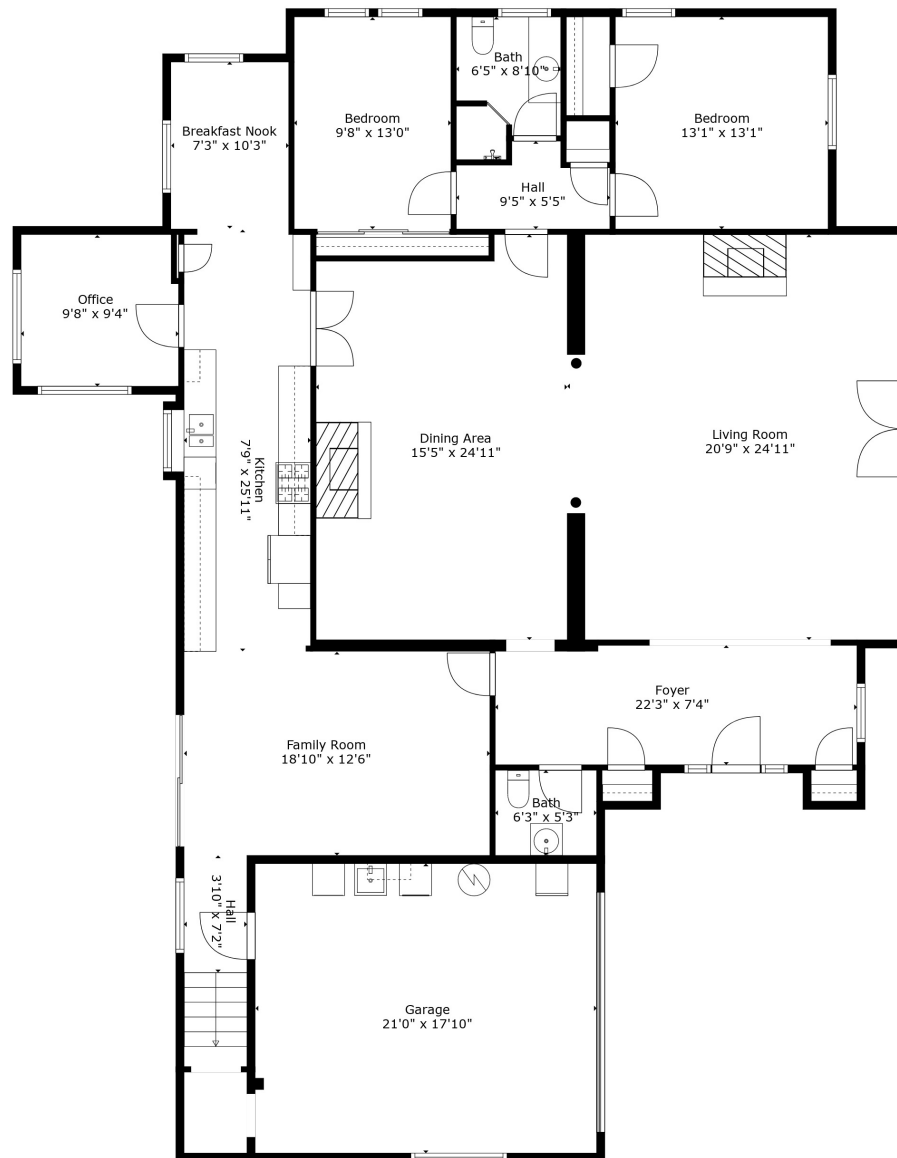 Bath
6'5" x 8'10"
Bedroom
9'8" x 13'0"
Bedroom
13'1" x 13'1"
Breakfast Nook
7'3" x 10'3"
Hall
9'5" x 5'5"
Office
9'8" x 9'4"
Kitchen
7'9" x 25'11"
Dining Area
15'5" x 24'11"
Living Room
20'9" x 24'11"
Foyer
22'3" x 7'4"
Family Room
18'10" x 12'6"
Bath
6'3" x 5'3"
Hall
3'10" x 7'2"
Garage
21'0" x 17'10"